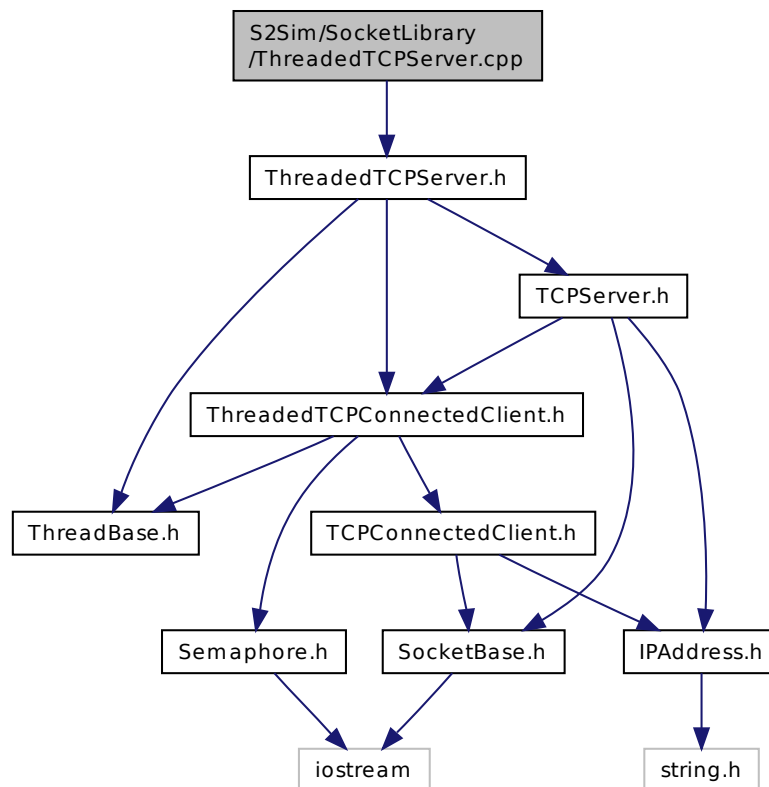 S2Sim/SocketLibrary
/ThreadedTCPServer.cpp
ThreadedTCPServer.h
TCPServer.h
ThreadedTCPConnectedClient.h
ThreadBase.h
TCPConnectedClient.h
Semaphore.h
SocketBase.h
IPAddress.h
iostream
string.h